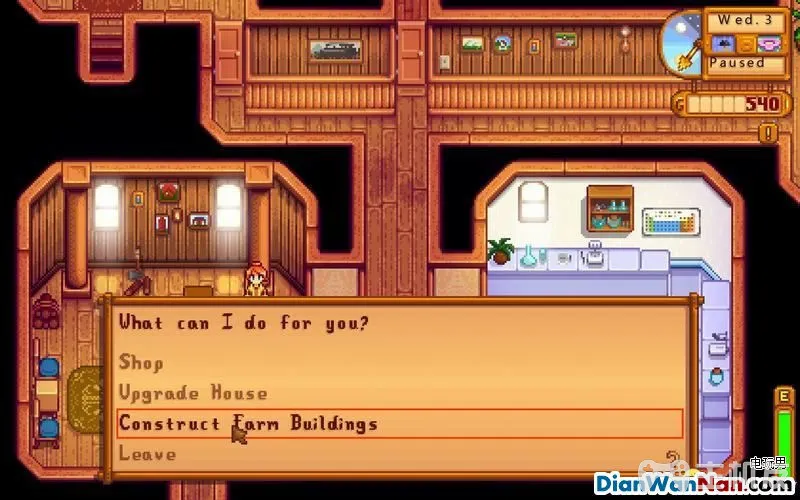 Wed. 3
Paused
G 540
What can I do for you?
Shop
Upgrade House
Construct Farm Buildings
Leave
E
电玩男
DianWanNan.com